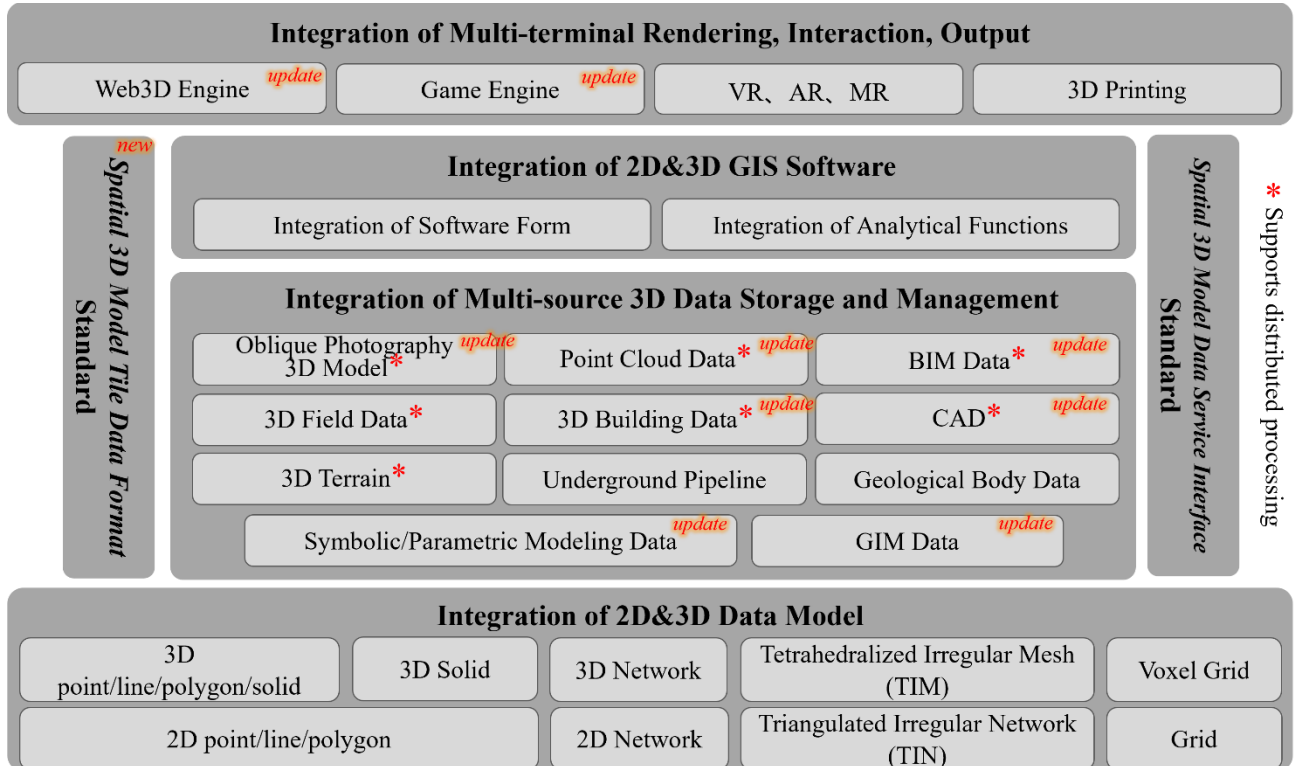 Integration of Multi-terminal Rendering, Interaction, Output
Web3D Engine
update
Game Engine
update
VR、AR、MR
3D Printing
new
Spatial 3D Model Tile Data Format
Standard
Integration of 2D&3D GIS Software
Integration of Software Form
Integration of Analytical Functions
Integration of Multi-source 3D Data Storage and Management
Oblique Photography
3D Model*
update
Point Cloud Data*
update
BIM Data*
update
3D Field Data*
3D Building Data*
update
CAD*
update
3D Terrain*
Underground Pipeline
Geological Body Data
Symbolic/Parametric Modeling Data
update
GIM Data
update
Spatial 3D Model Data Service Interface
Standard
* Supports distributed processing
Integration of 2D&3D Data Model
3D
point/line/polygon/solid
3D Solid
3D Network
Tetrahedralized Irregular Mesh
(TIM)
Voxel Grid
2D point/line/polygon
2D Network
Triangulated Irregular Network
(TIN)
Grid